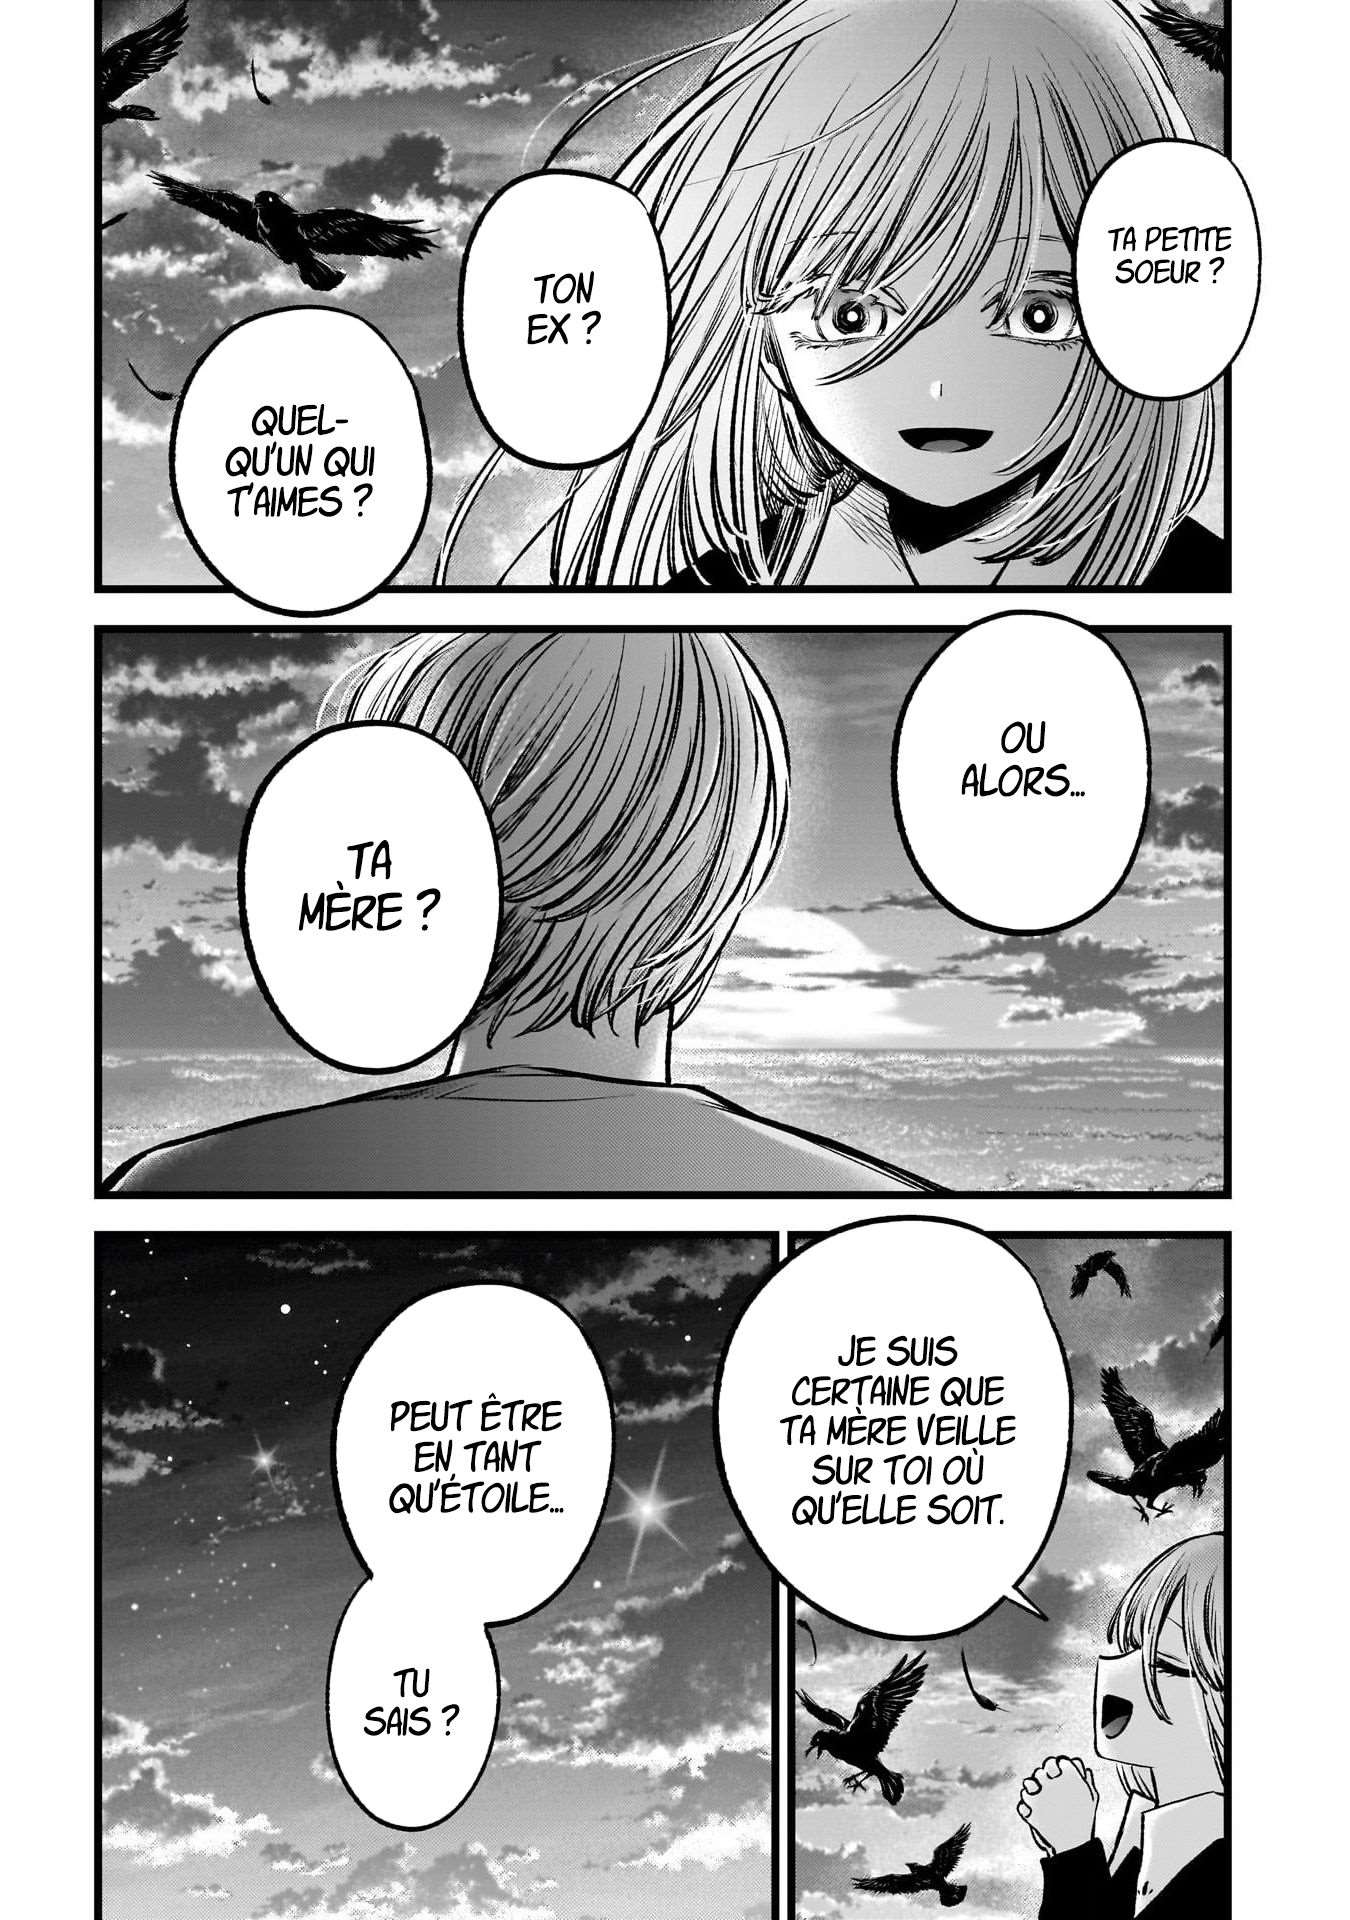 TA PETITE
SOEUR ?
TON
EX ?
QUEL-
QU'UN QUI
T'AIMES ?
OU
ALORS...
TA
MÈRE ?
JE SUIS
CERTAINE QUE
TA MÈRE VEILLE
SUR TOI OÙ
QU'ELLE SOIT.
PEUT ÊTRE
EN TANT
QU'ÉTOILE...
TU
SAIS ?